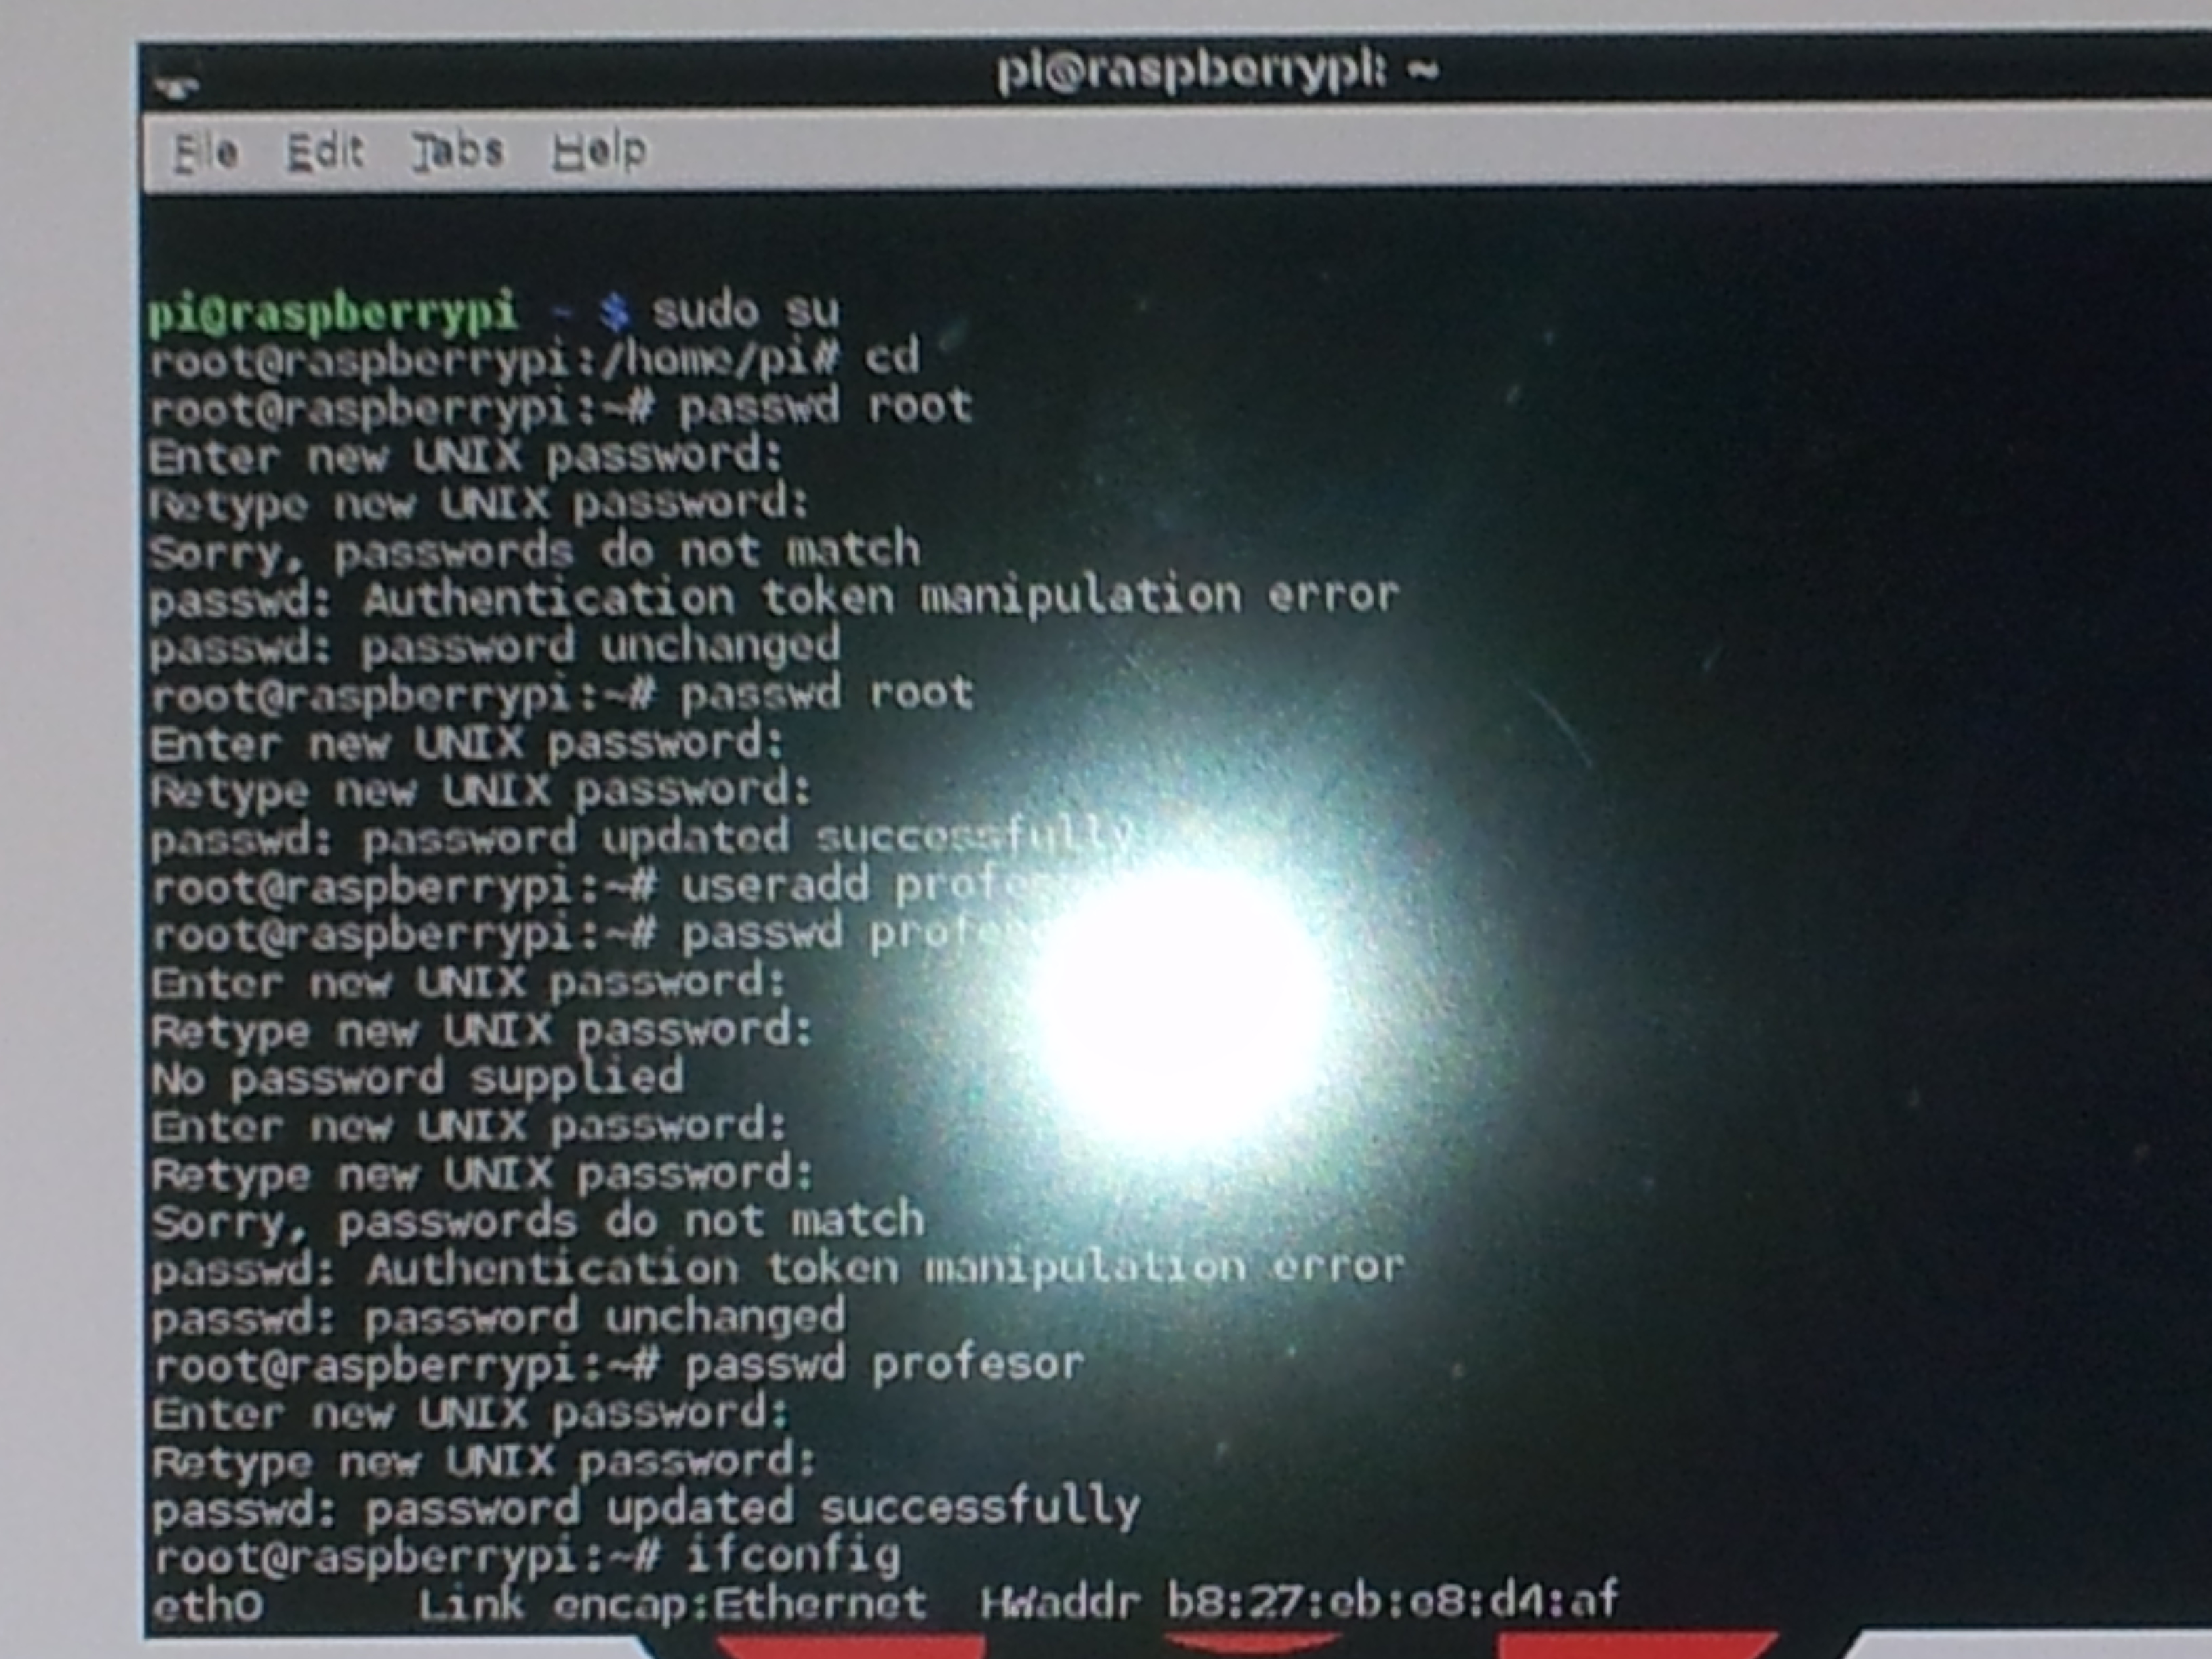 pi@raspberrypi: ~
File Edit Tabs Help
pi@raspberrypi ~ $ sudo su
root@raspberrypi:/home/pi# cd
root@raspberrypi:~# passwd root
Enter new UNIX password:
Retype new UNIX password:
Sorry, passwords do not match
passwd: Authentication token manipulation error
passwd: password unchanged
root@raspberrypi:~# passwd root
Enter new UNIX password:
Retype new UNIX password:
passwd: password updated successfully
root@raspberrypi:~# useradd
root@raspberrypi:~# passwd
Enter new UNIX password:
Retype new UNIX password:
No password supplied
Enter new UNIX password:
Retype new UNIX password:
Sorry, passwords do not match
passwd: Authentication token manipulation error
passwd: password unchanged
root@raspberrypi:~# passwd profesor
Enter new UNIX password:
Retype new UNIX password:
passwd: password updated successfully
root@raspberrypi:~# ifconfig
eth0 Link encap:Ethernet HWaddr b8:27:eb:e8:d4:af